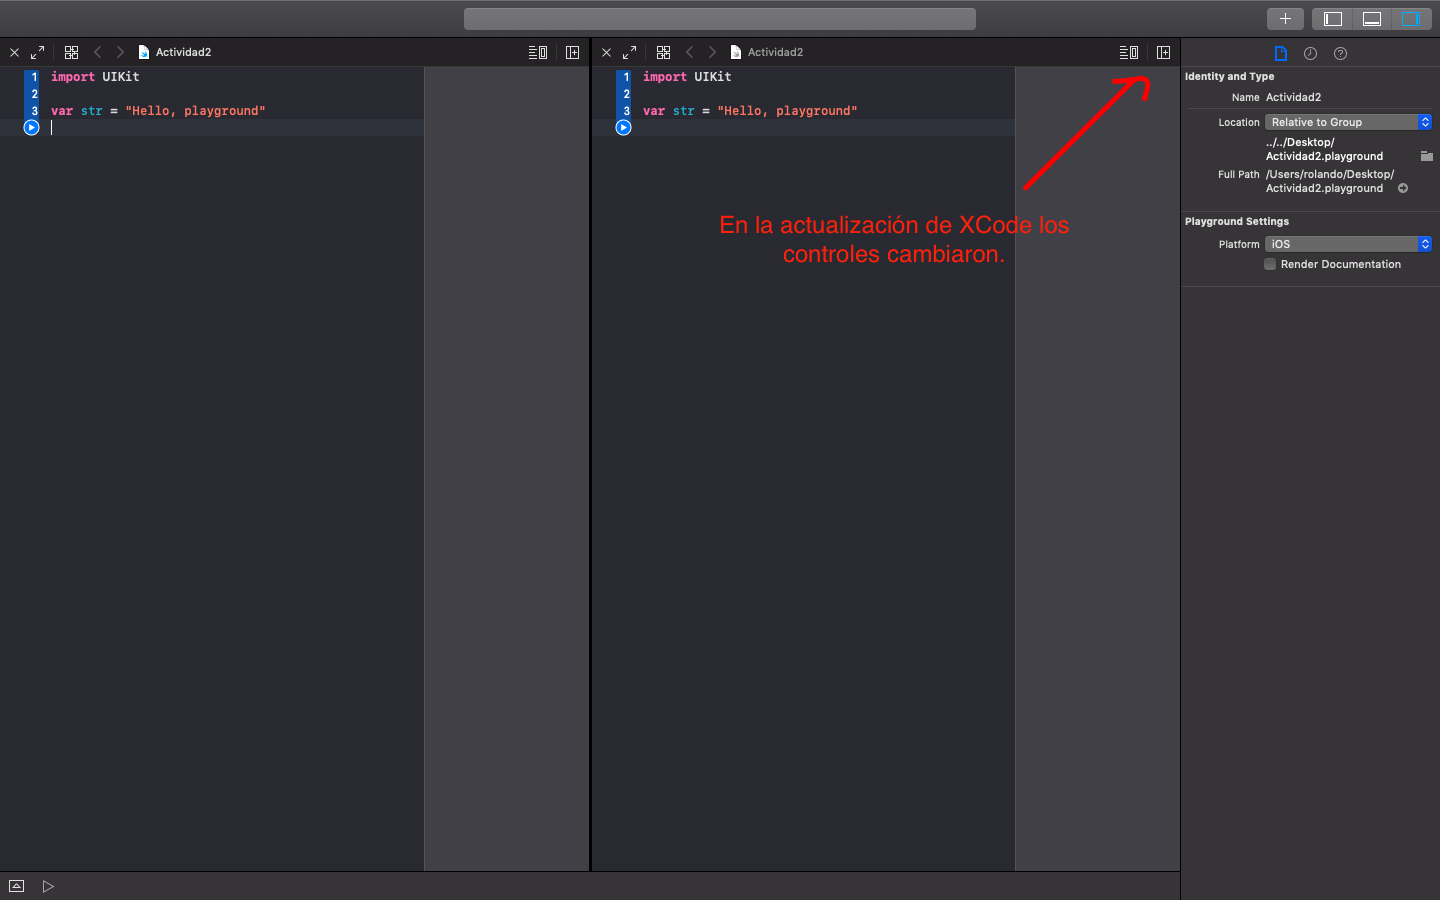 Actividad2
1 import UIKit
2
3 var str = "Hello, playground"
Actividad2
1 import UIKit
2
3 var str = "Hello, playground"
En la actualización de XCode los
controles cambiaron.
Identity and Type
Name Actividad2
Location Relative to Group
../../Desktop/
Actividad2.playground
Full Path /Users/rolando/Desktop/
Actividad2.playground
Playground Settings
Platform iOS
Render Documentation